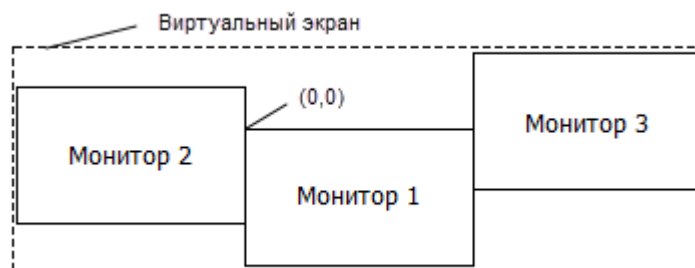 Виртуальный экран
(0,0)
Монитор 3
Монитор 2
Монитор 1